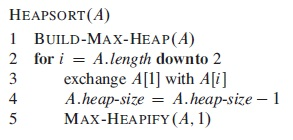 HEAPSORT(A)
1 BUILD-MAX-HEAP(A)
2 for i = A.length downto 2
3 exchange A[1] with A[i]
4 A.heap-size = A.heap-size − 1
5 MAX-HEAPIFY(A, 1)